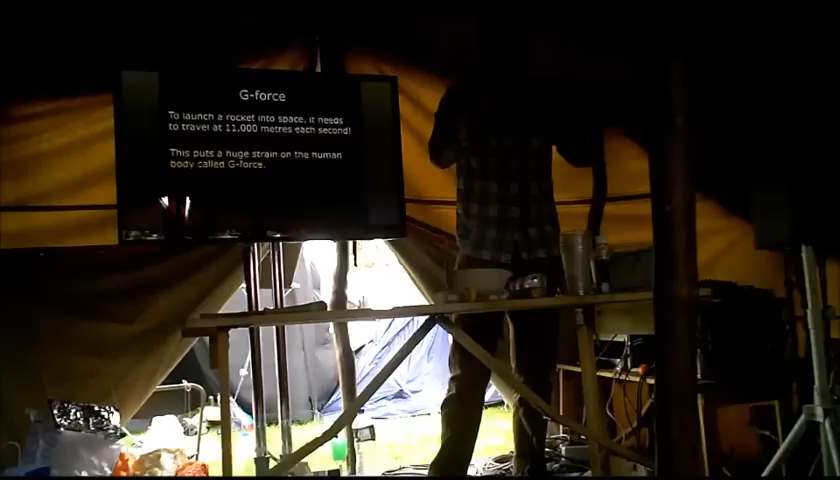 G-force
To launch a rocket into space, it needs
to travel at 11,000 metres each second!
This puts a huge strain on the human
body called G-force.